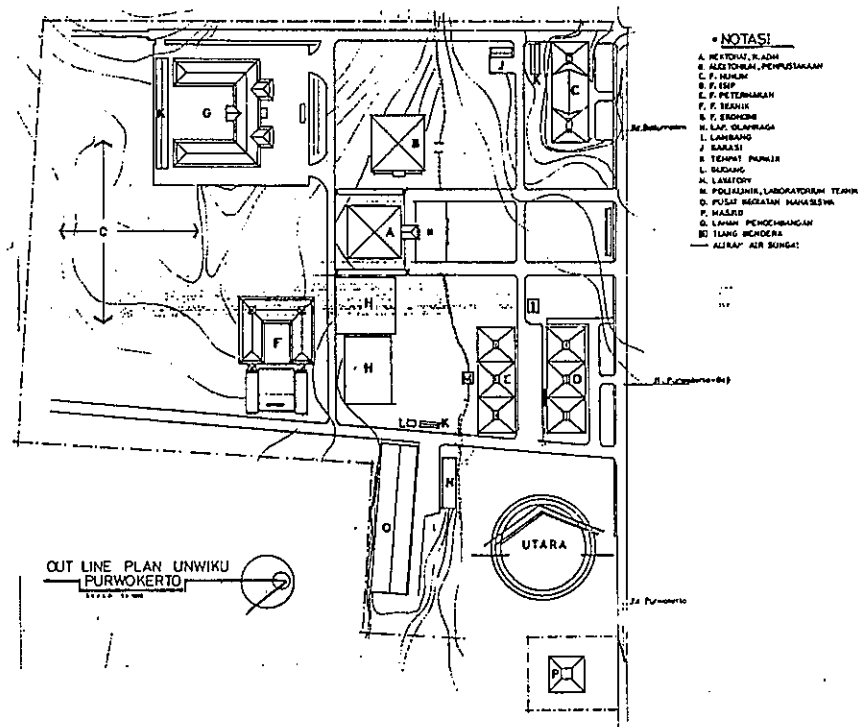 • NOTASI
A. REKTORAT, R. ADM
B. AUDITORIUM, PERPUSTAKAAN
C. F. HUKUM
D. F. ISIP
E. F. PETERNAKAN
F. F. TEKNIK
G. F. EKONOMI
H. LAP. OLAHRAGA
I. LAMBANG
J. GARASI
K. TEMPAT PARKIR
L. GUDANG
M. LAVATORY
N. POLIKLINIK, LABORATORIUM TEKNIK
O. PUSAT KEGIATAN MAHASISWA
P. MASJID
Q. LAHAN PENGEMBANGAN
TIANG BENDERA
ALIRAN AIR SUNGAI
J
K
C
K
G
B
A
H
H
F
E
D
L
K
N
O
UTARA
Jl. Purwokerto
P
OUT LINE PLAN UNWIKU
PURWOKERTO